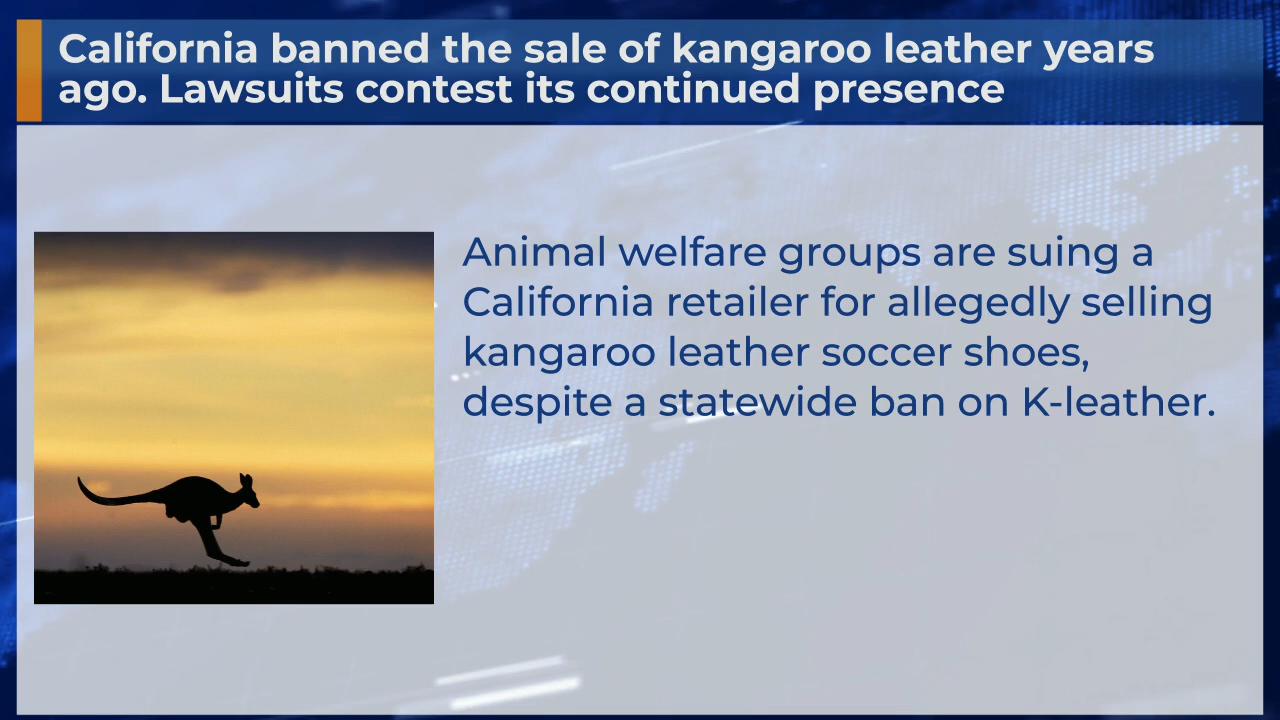 California banned the sale of kangaroo leather years
ago. Lawsuits contest its continued presence
Animal welfare groups are suing a
California retailer for allegedly selling
kangaroo leather soccer shoes,
despite a statewide ban on K-leather.